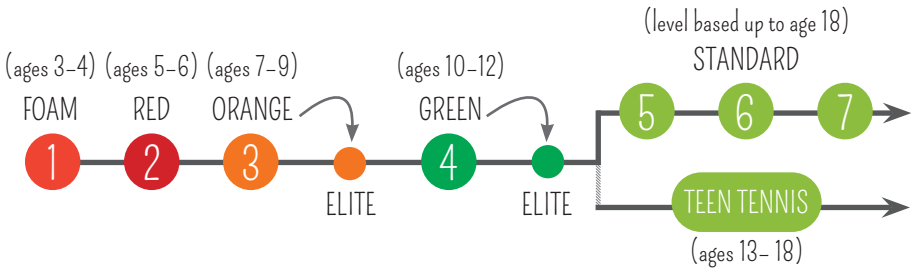 (level based up to age 18)
STANDARD
(ages 3–4) (ages 5–6) (ages 7–9) (ages 10–12)
FOAM RED ORANGE GREEN
5 6 7
1 2 3 4
ELITE ELITE
TEEN TENNIS
(ages 13– 18)